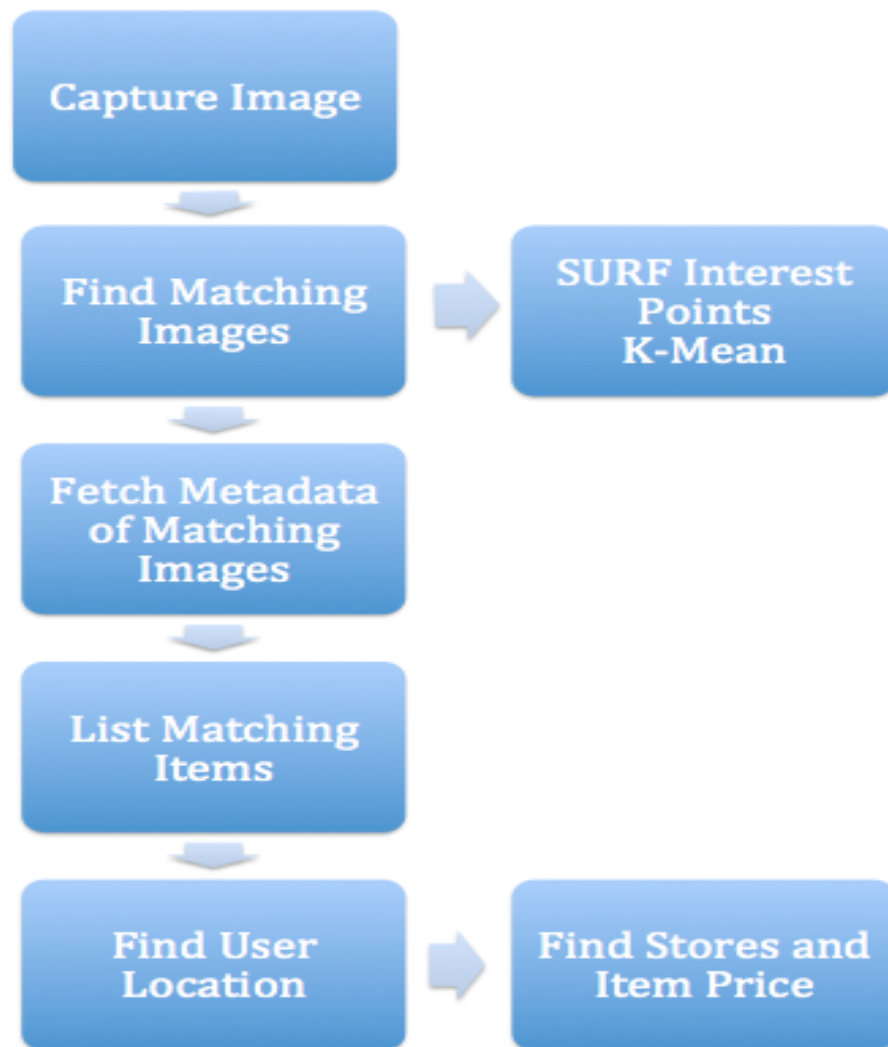 Capture Image
Find Matching
Images
SURF Interest
Points
K-Mean
Fetch Metadata
of Matching
Images
List Matching
Items
Find User
Location
Find Stores and
Item Price